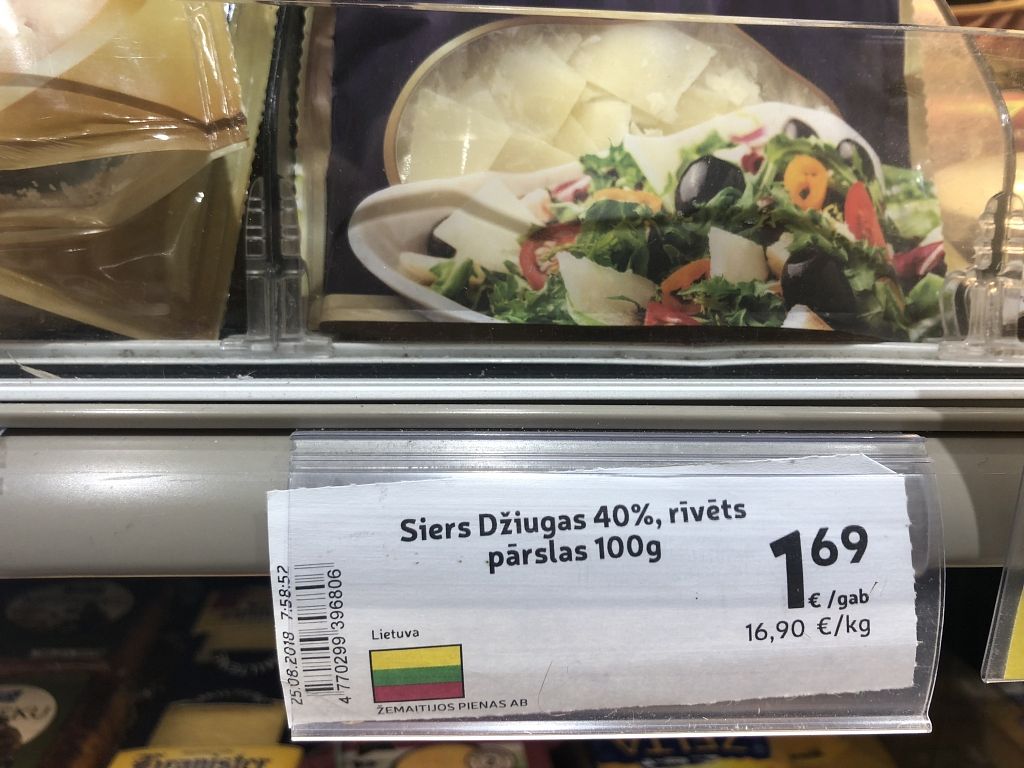 Siers Džiugas 40%, rīvēts
pārslas 100g
1 69
€ /gab
16,90 €/kg
25.08.2018 7:58:52
4 770299 396806
Lietuva
ŽEMAITIJOS PIENAS AB